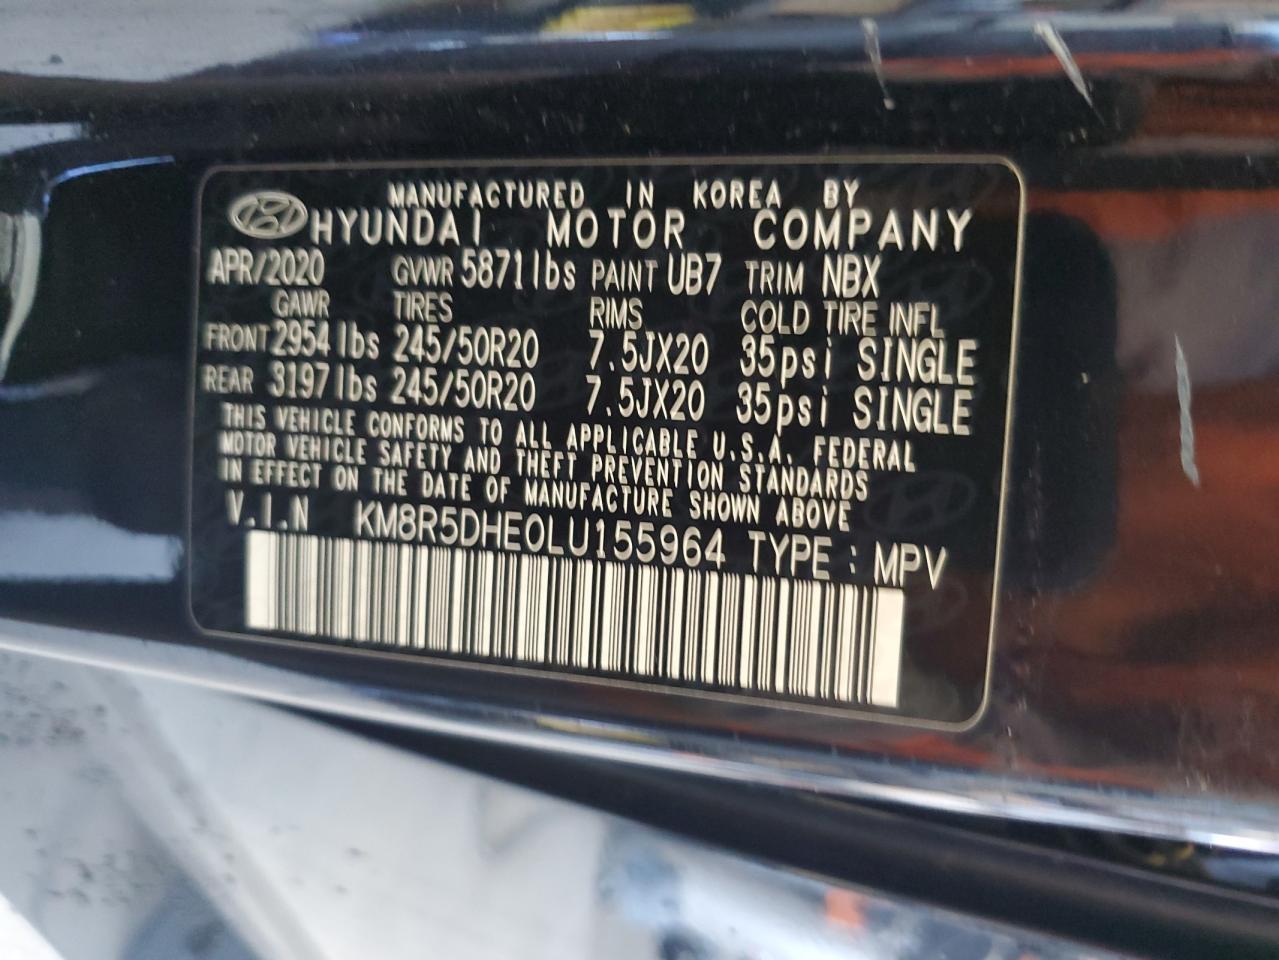 MANUFACTURED IN KOREA BY
HYUNDAI MOTOR COMPANY
APR/2020 GVWR 5871lbs PAINT UB7 TRIM NBX
GAWR TIRES RIMS COLD TIRE INFL
FRONT 2954lbs 245/50R20 7.5JX20 35psi SINGLE
REAR 3197lbs 245/50R20 7.5JX20 35psi SINGLE
THIS VEHICLE CONFORMS TO ALL APPLICABLE U.S.A. FEDERAL
MOTOR VEHICLE SAFETY AND THEFT PREVENTION STANDARDS
IN EFFECT ON THE DATE OF MANUFACTURE SHOWN ABOVE
V.I.N KM8R5DHE0LU155964 TYPE : MPV